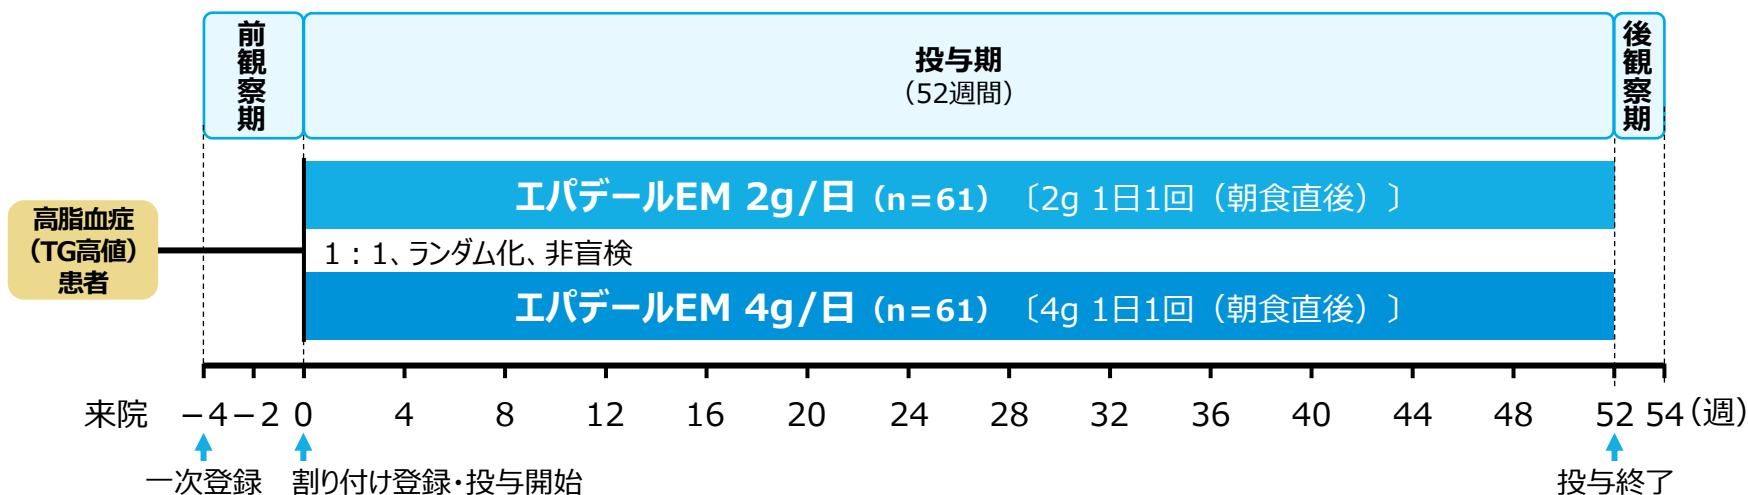 前観察期
投与期
（52週間）
後観察期
エパデールEM 2g/日（n＝61）〔2g 1日1回（朝食直後）〕
高脂血症
（TG高値）
患者
1：1、ランダム化、非盲検
エパデールEM 4g/日（n＝61）〔4g 1日1回（朝食直後）〕
来院 －4 －2 0 4 8 12 16 20 24 28 32 36 40 44 48 52 54（週）
一次登録 割り付け登録・投与開始 投与終了